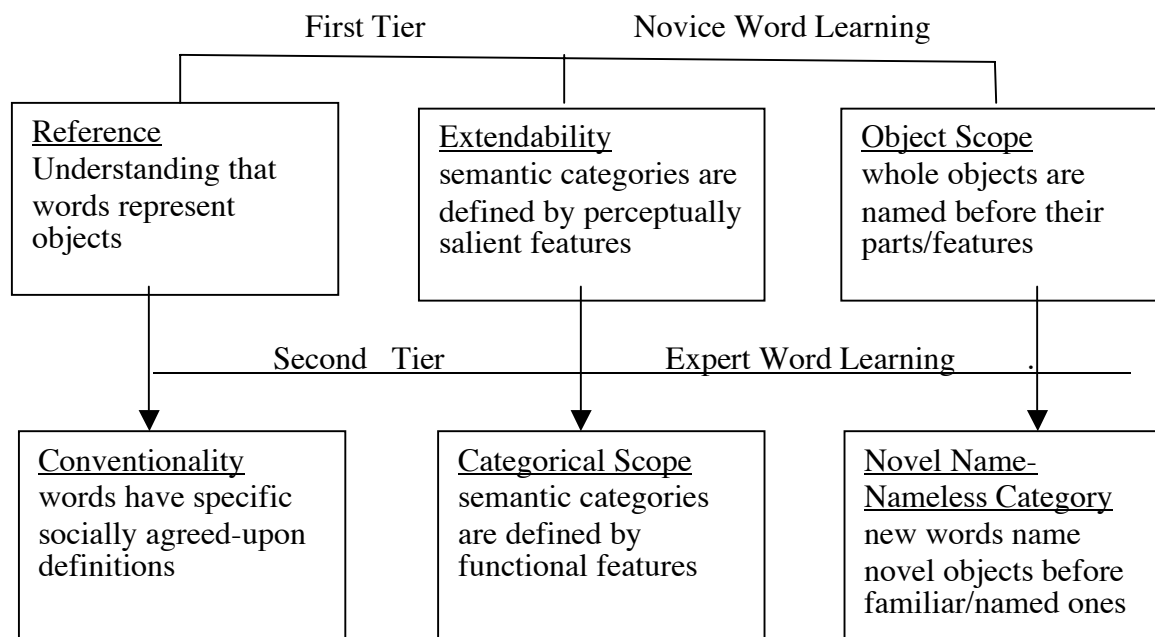 First Tier Novice Word Learning
Reference
Understanding that
words represent
objects
Extendability
semantic categories are
defined by perceptually
salient features
Object Scope
whole objects are
named before their
parts/features
Second Tier Expert Word Learning .
Conventionality
words have specific
socially agreed-upon
definitions
Categorical Scope
semantic categories
are defined by
functional features
Novel Name-
Nameless Category
new words name
novel objects before
familiar/named ones